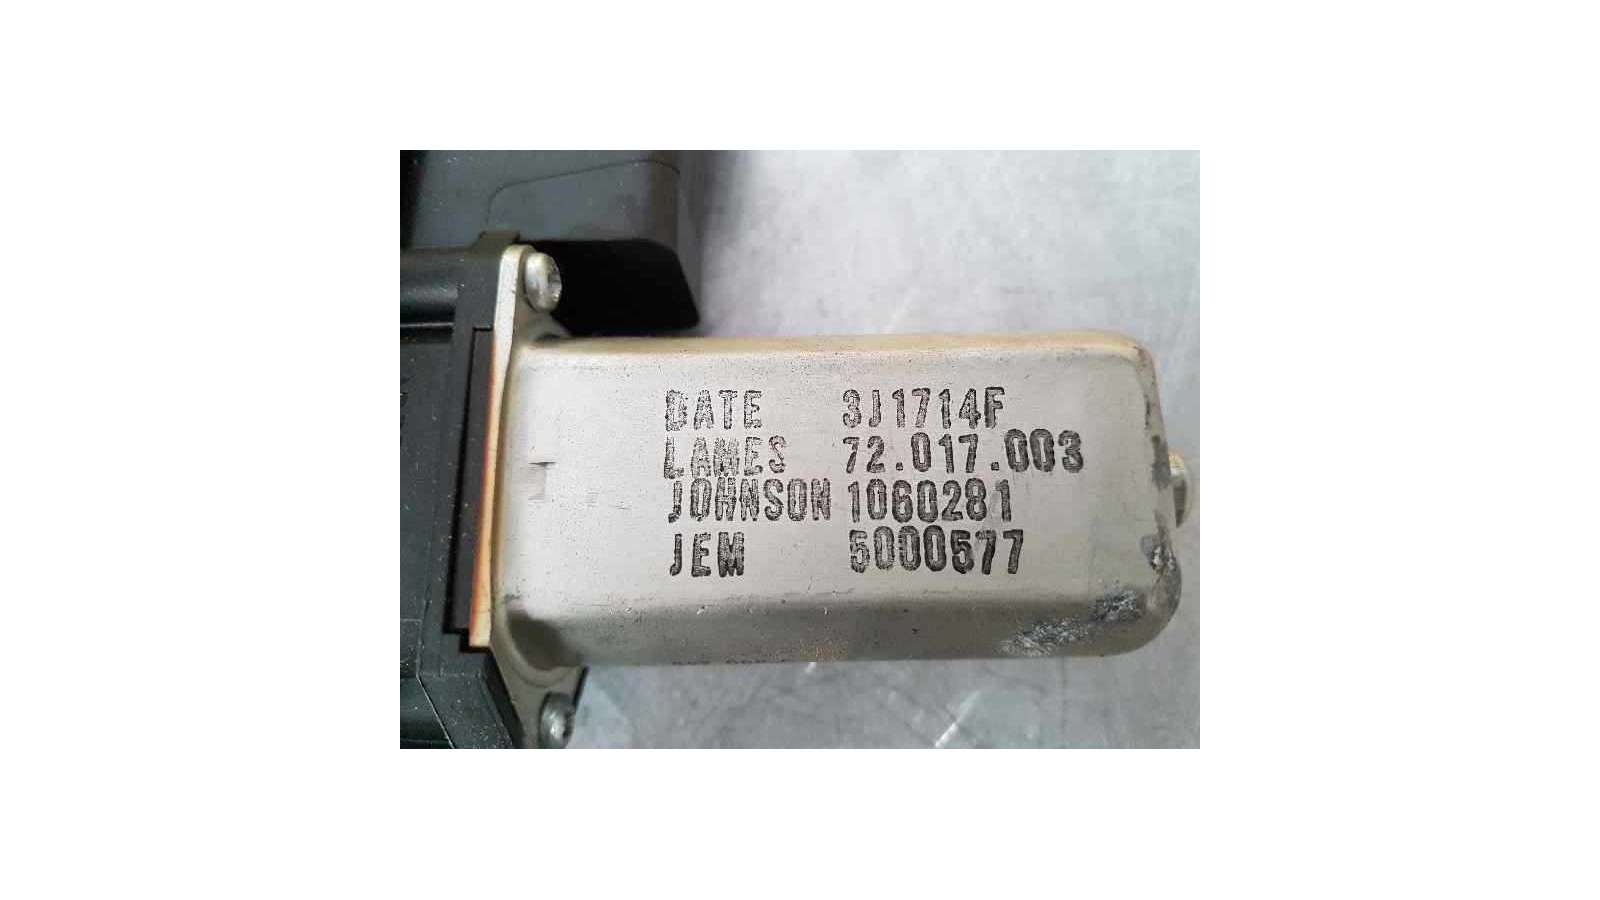 DATE 3J1714F
LAMES 72.017.003
JOHNSON 1060281
JEM 5000577